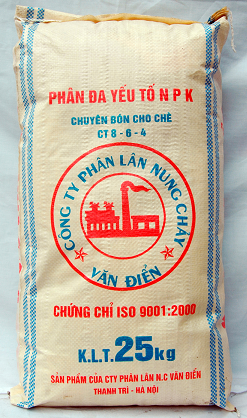 PHÂN ĐA YẾU TỐ N P K
CHUYÊN BÓN CHO CHÈ
CT 8 - 6 - 4
CÔNG TY PHÂN LÂN NUNG CHẢY
VĂN ĐIỂN
CHỨNG CHỈ ISO 9001:2000
K.L.T. 25kg
SẢN PHẨM CỦA CTY PHÂN LÂN N.C VĂN ĐIỂN
THANH TRÌ - HÀ NỘI